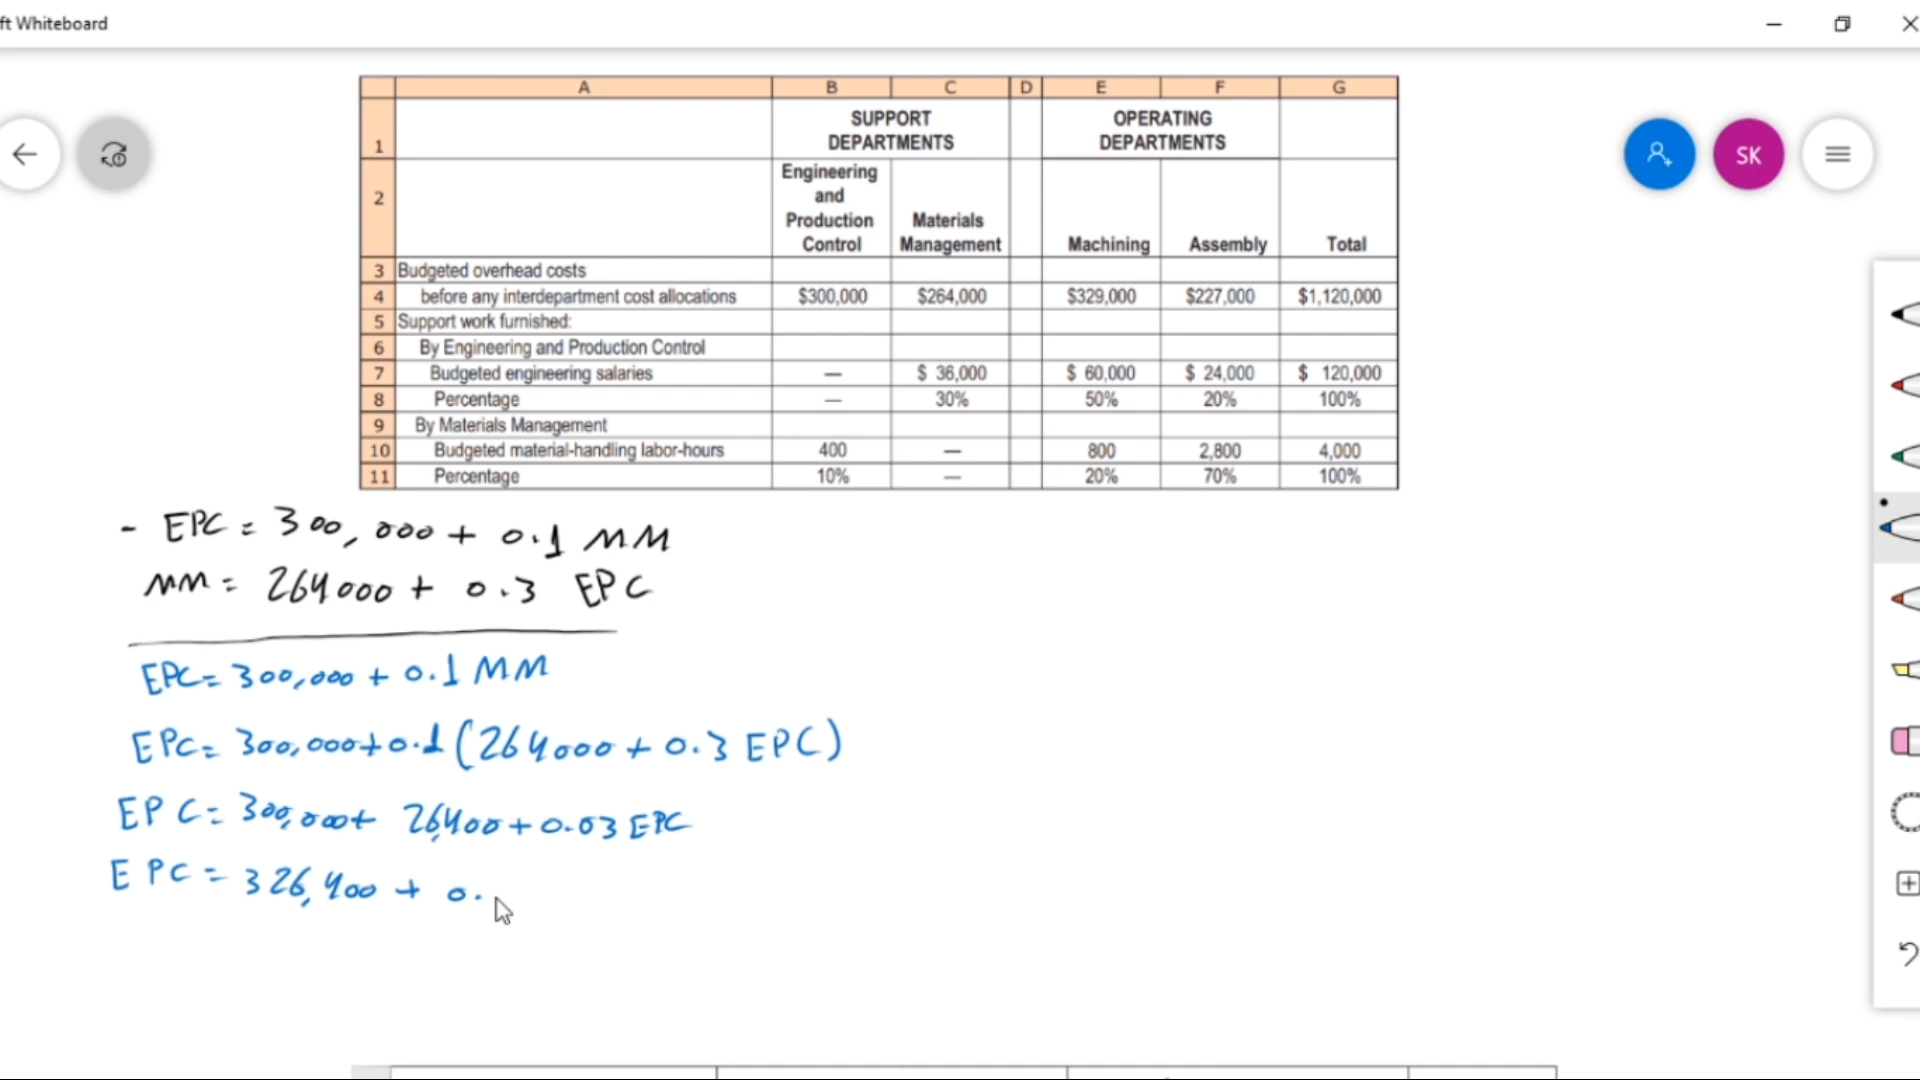 ft Whiteboard
SK
A B C D E F G
1 SUPPORT DEPARTMENTS OPERATING DEPARTMENTS
2 Engineering and Production Control Materials Management Machining Assembly Total
3 Budgeted overhead costs
4 before any interdepartment cost allocations $300,000 $264,000 $329,000 $227,000 $1,120,000
5 Support work furnished:
6 By Engineering and Production Control
7 Budgeted engineering salaries — $ 36,000 $ 60,000 $ 24,000 $ 120,000
8 Percentage — 30% 50% 20% 100%
9 By Materials Management
10 Budgeted material-handling labor-hours 400 — 800 2,800 4,000
11 Percentage 10% — 20% 70% 100%
- EPC = 300,000 + 0.1 MM
MM = 264000 + 0.3 EPC
EPC = 300,000 + 0.1 MM
EPC = 300,000 + 0.1 (264000 + 0.3 EPC)
EPC = 300,000 + 26,400 + 0.03 EPC
EPC = 326,400 + 0.